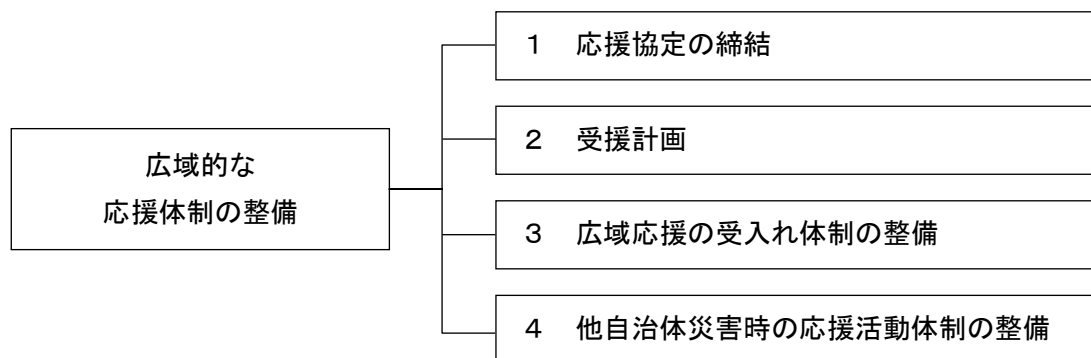 広域的な
応援体制の整備
１　応援協定の締結
２　受援計画
３　広域応援の受入れ体制の整備
４　他自治体災害時の応援活動体制の整備